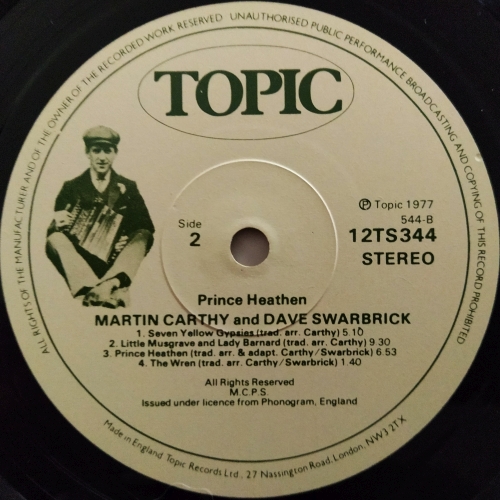 ALL RIGHTS OF THE MANUFACTURER AND OF THE OWNER OF THE RECORDED WORK RESERVED UNAUTHORISED PUBLIC PERFORMANCE BROADCASTING AND COPYING OF THIS RECORD PROHIBITED
TOPIC
Side
2
Ⓟ Topic 1977
544-B
12TS344
STEREO
Prince Heathen
MARTIN CARTHY and DAVE SWARBRICK
1. Seven Yellow Gypsies (trad. arr. Carthy) 5.10
2. Little Musgrave and Lady Barnard (trad. arr. Carthy) 9.30
3. Prince Heathen (trad. arr. & adapt. Carthy/Swarbrick) 6.53
4. The Wren (trad. arr. Carthy/Swarbrick) 1.40
All Rights Reserved
M.C.P.S.
Issued under licence from Phonogram, England
Made in England Topic Records Ltd., 27 Nassington Road, London, NW3 2TX